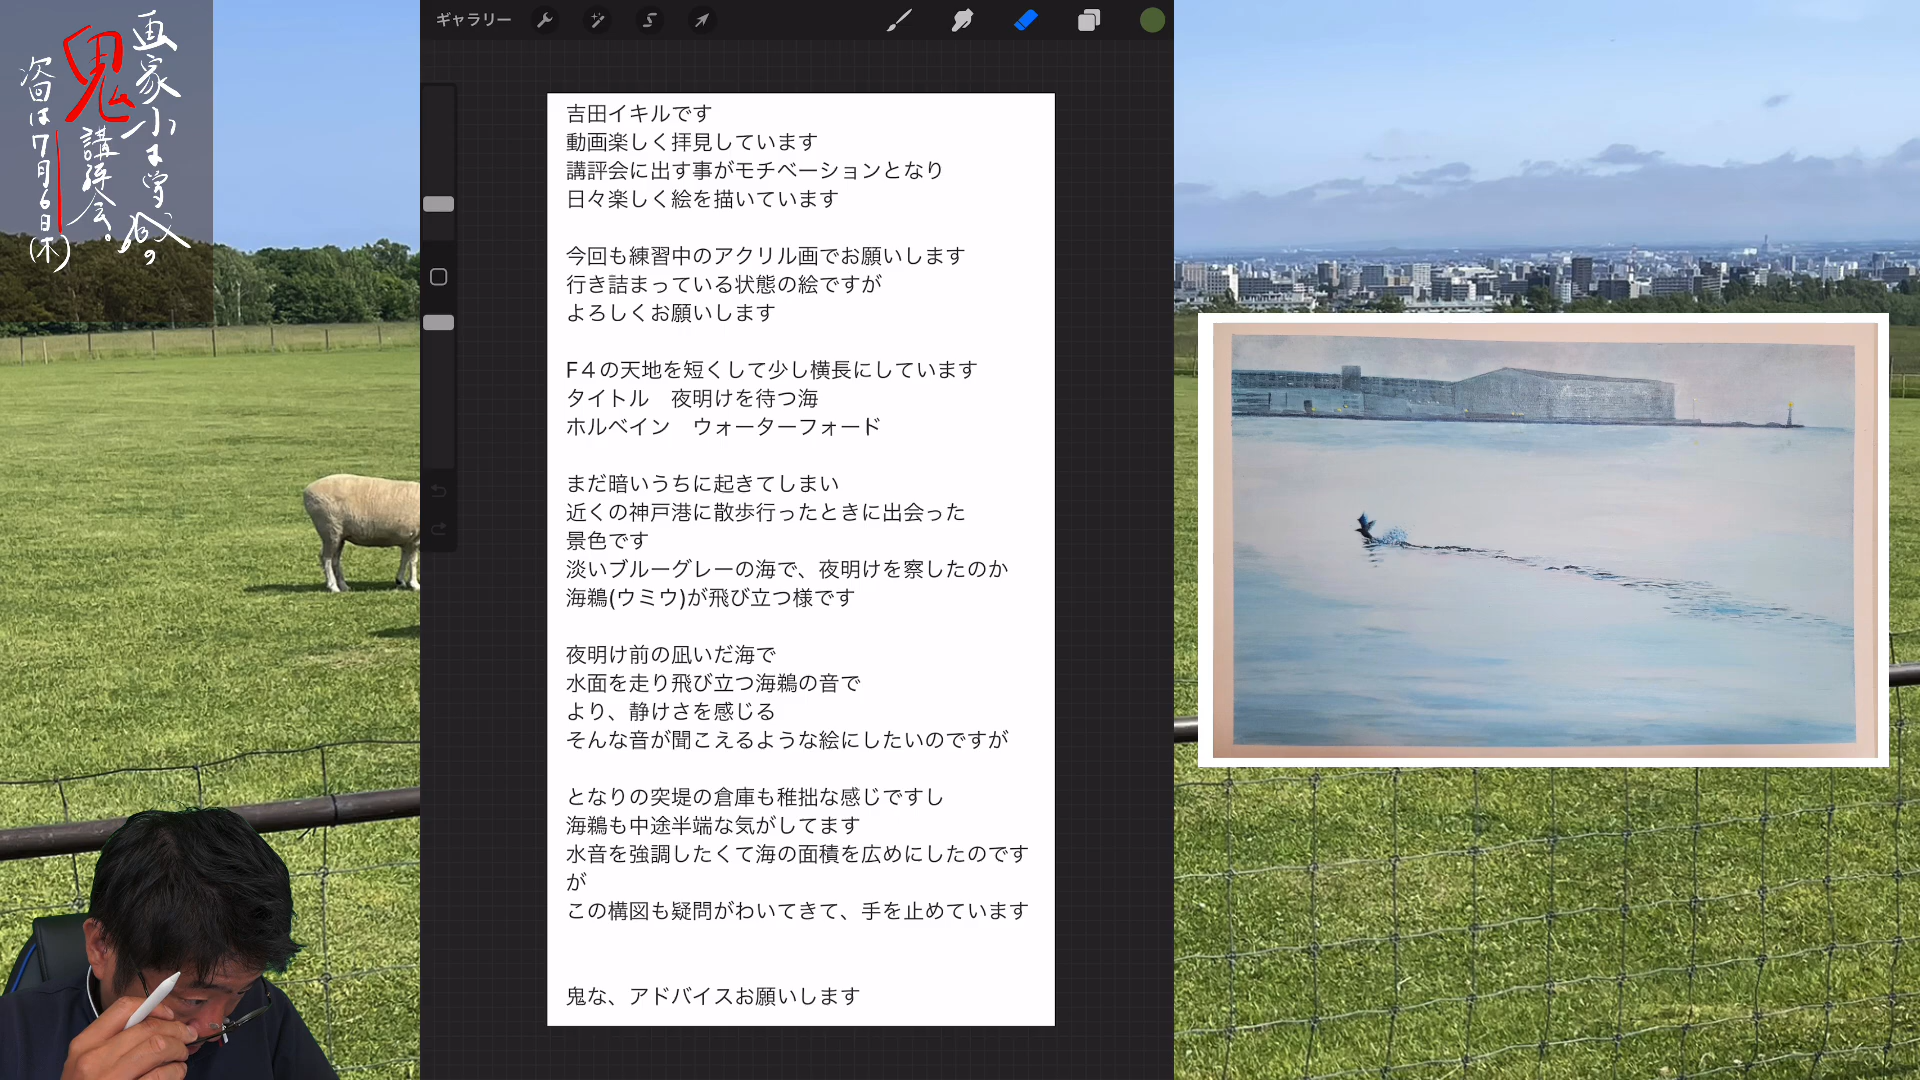 画家小林学成の
鬼講評会。
次回は7月6日(木)
ギャラリー
吉田イキルです
動画楽しく拝見しています
講評会に出す事がモチベーションとなり
日々楽しく絵を描いています
今回も練習中のアクリル画でお願いします
行き詰まっている状態の絵ですが
よろしくお願いします
F４の天地を短くして少し横長にしています
タイトル　夜明けを待つ海
ホルベイン　ウォーターフォード
まだ暗いうちに起きてしまい
近くの神戸港に散歩行ったときに出会った
景色です
淡いブルーグレーの海で、夜明けを察したのか
海鵜(ウミウ)が飛び立つ様です
夜明け前の凪いだ海で
水面を走り飛び立つ海鵜の音で
より、静けさを感じる
そんな音が聞こえるような絵にしたいのですが
となりの突堤の倉庫も稚拙な感じですし
海鵜も中途半端な気がしてます
水音を強調したくて海の面積を広めにしたのです
が
この構図も疑問がわいてきて、手を止めています
鬼な、アドバイスお願いします